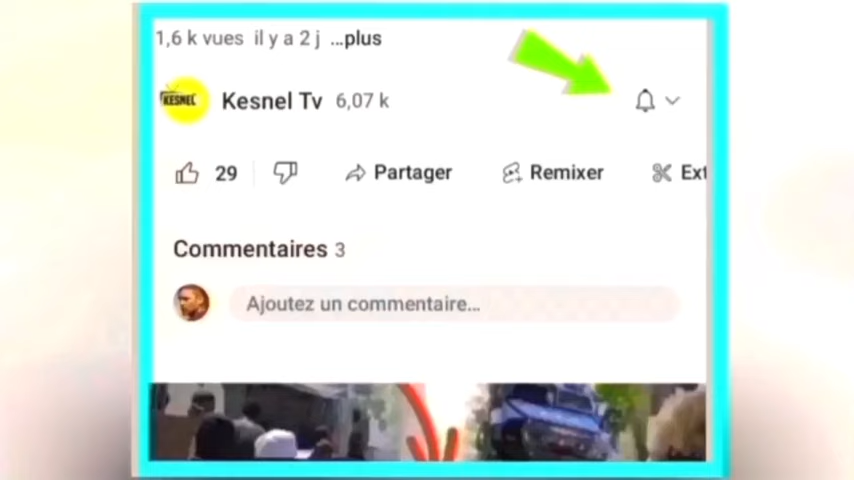 1,6 k vues il y a 2 j ...plus
KESNEL Kesnel Tv 6,07 k
29 Partager Remixer Ext
Commentaires 3
Ajoutez un commentaire...